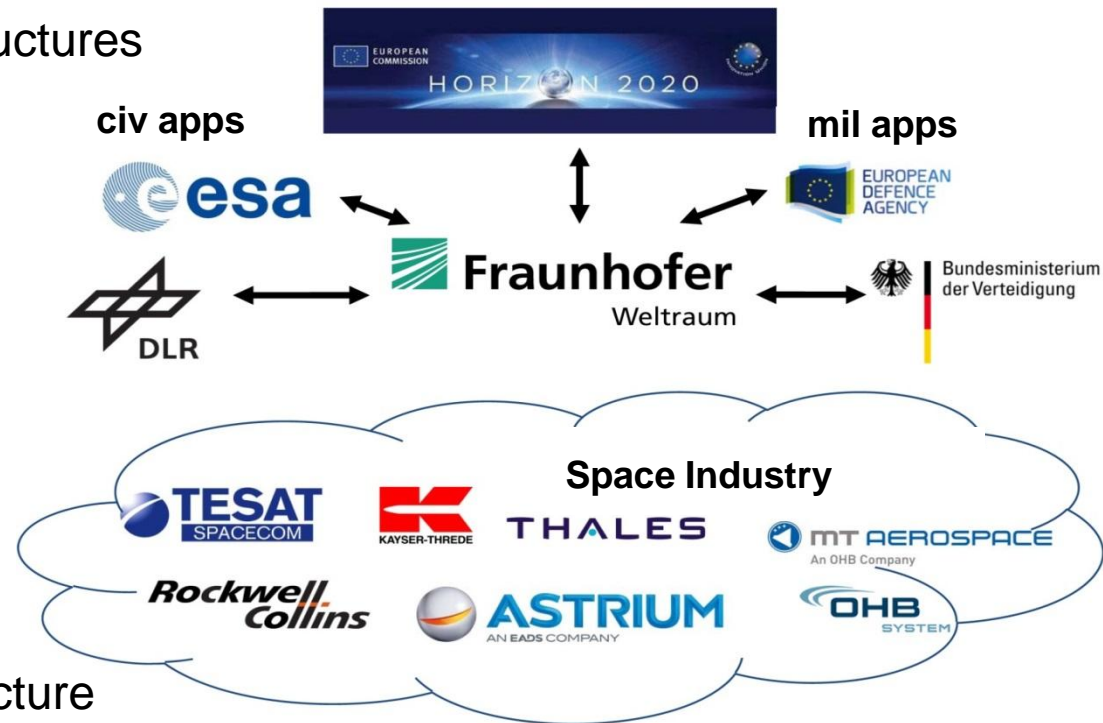 uctures
EUROPEAN
COMMISSION
HORIZON 2020
civ apps
mil apps
esa
EUROPEAN
DEFENCE
AGENCY
Fraunhofer
Weltraum
Bundesministerium
der Verteidigung
DLR
Space Industry
TESAT
SPACECOM
KAYSER-THREDE
THALES
MT AEROSPACE
An OHB Company
Rockwell
Collins
ASTRIUM
AN EADS COMPANY
OHB
SYSTEM
cture